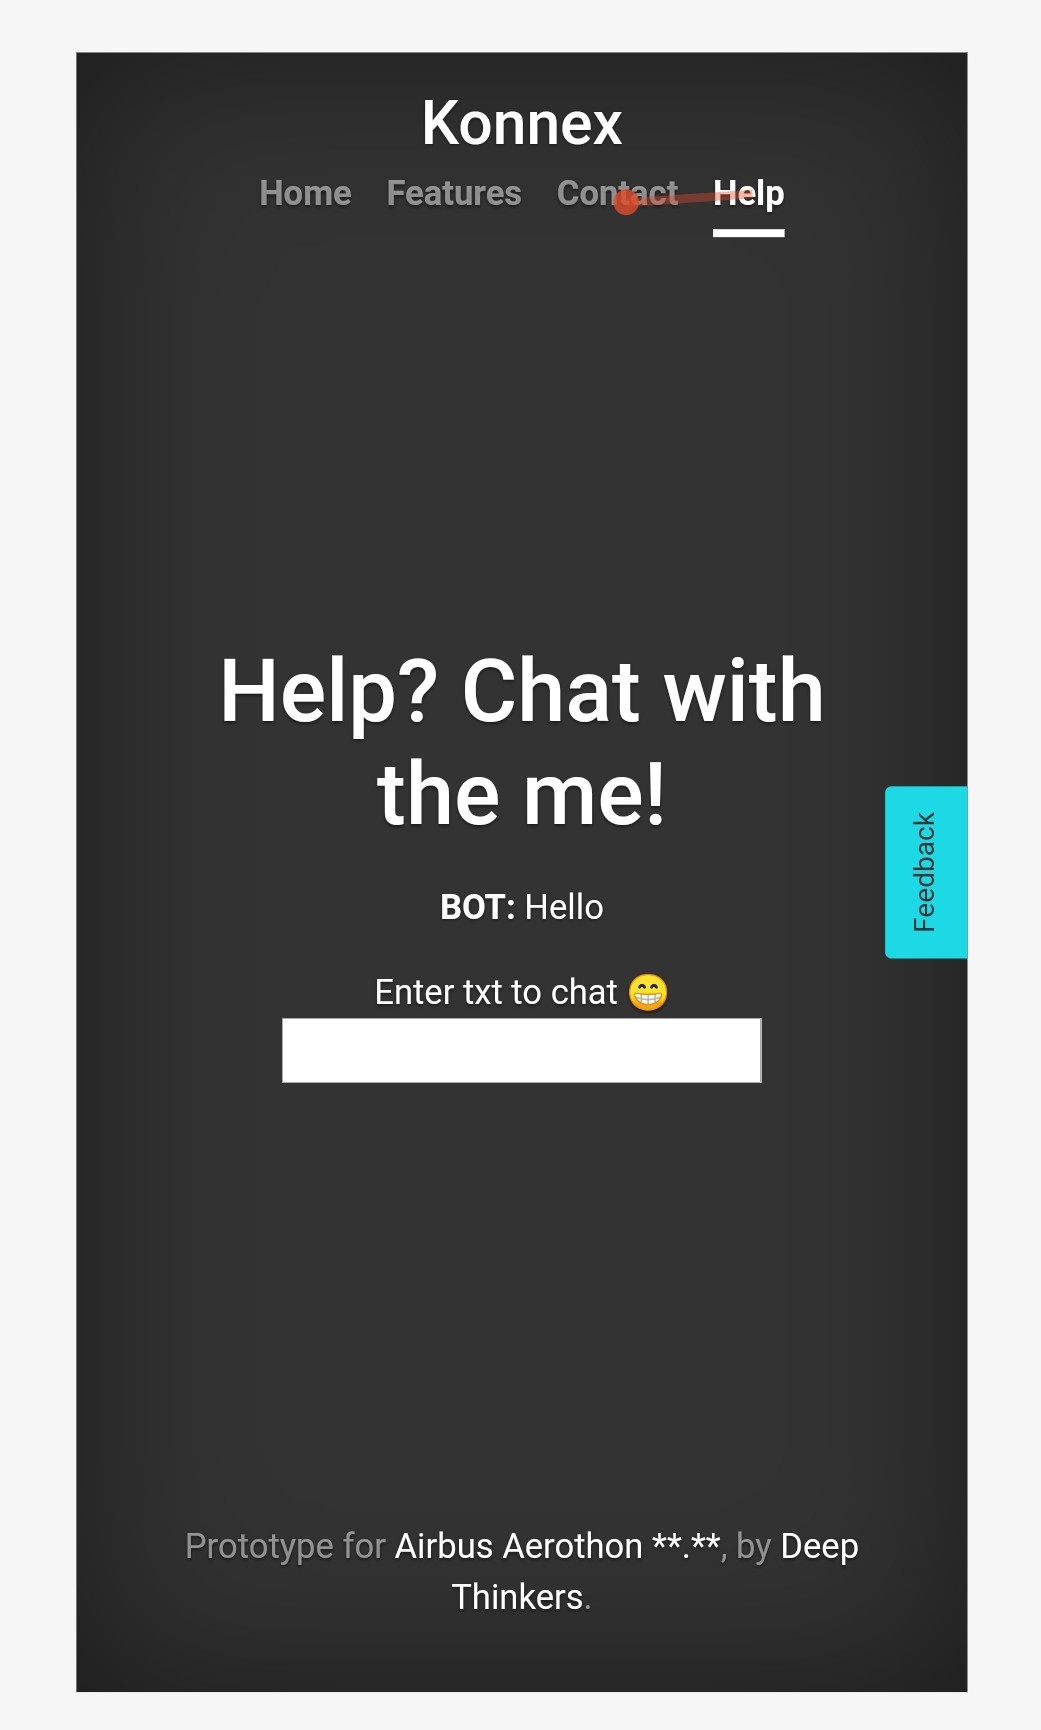 Konnex
Home Features Contact Help
Help? Chat with
the me!
BOT: Hello
Feedback
Enter txt to chat 😁
Prototype for Airbus Aerothon **.**, by Deep
Thinkers.